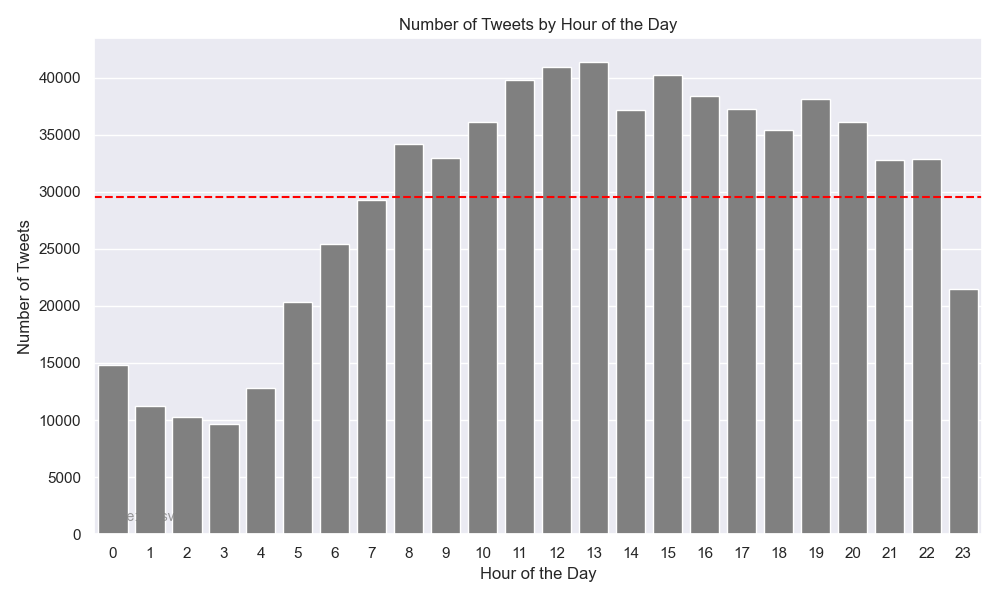 Number of Tweets by Hour of the Day
Number of Tweets
40000
35000
30000
25000
20000
15000
10000
5000
0
0 1 2 3 4 5 6 7 8 9 10 11 12 13 14 15 16 17 18 19 20 21 22 23
Hour of the Day